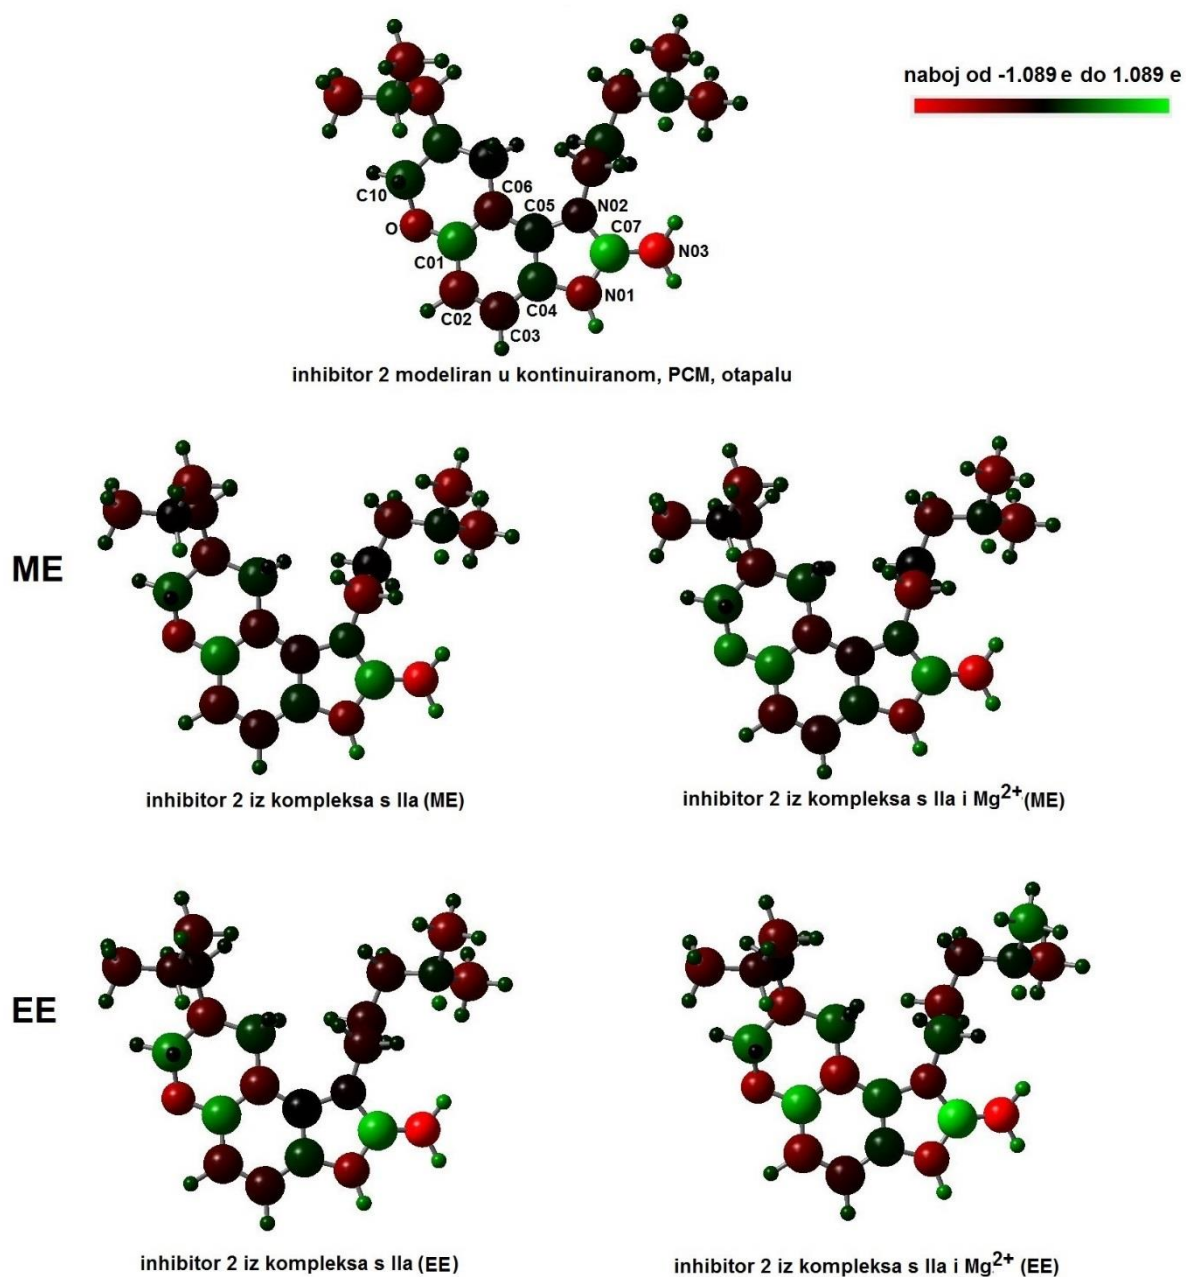 naboj od -1.089 e do 1.089 e
C10
C06
C05
N02
O
C07
C01
N03
N01
C02
C04
C03
inhibitor 2 modeliran u kontinuiranom, PCM, otapalu
ME
inhibitor 2 iz kompleksa s IIa (ME)
inhibitor 2 iz kompleksa s IIa i Mg2+ (ME)
EE
inhibitor 2 iz kompleksa s IIa (EE)
inhibitor 2 iz kompleksa s IIa i Mg2+ (EE)